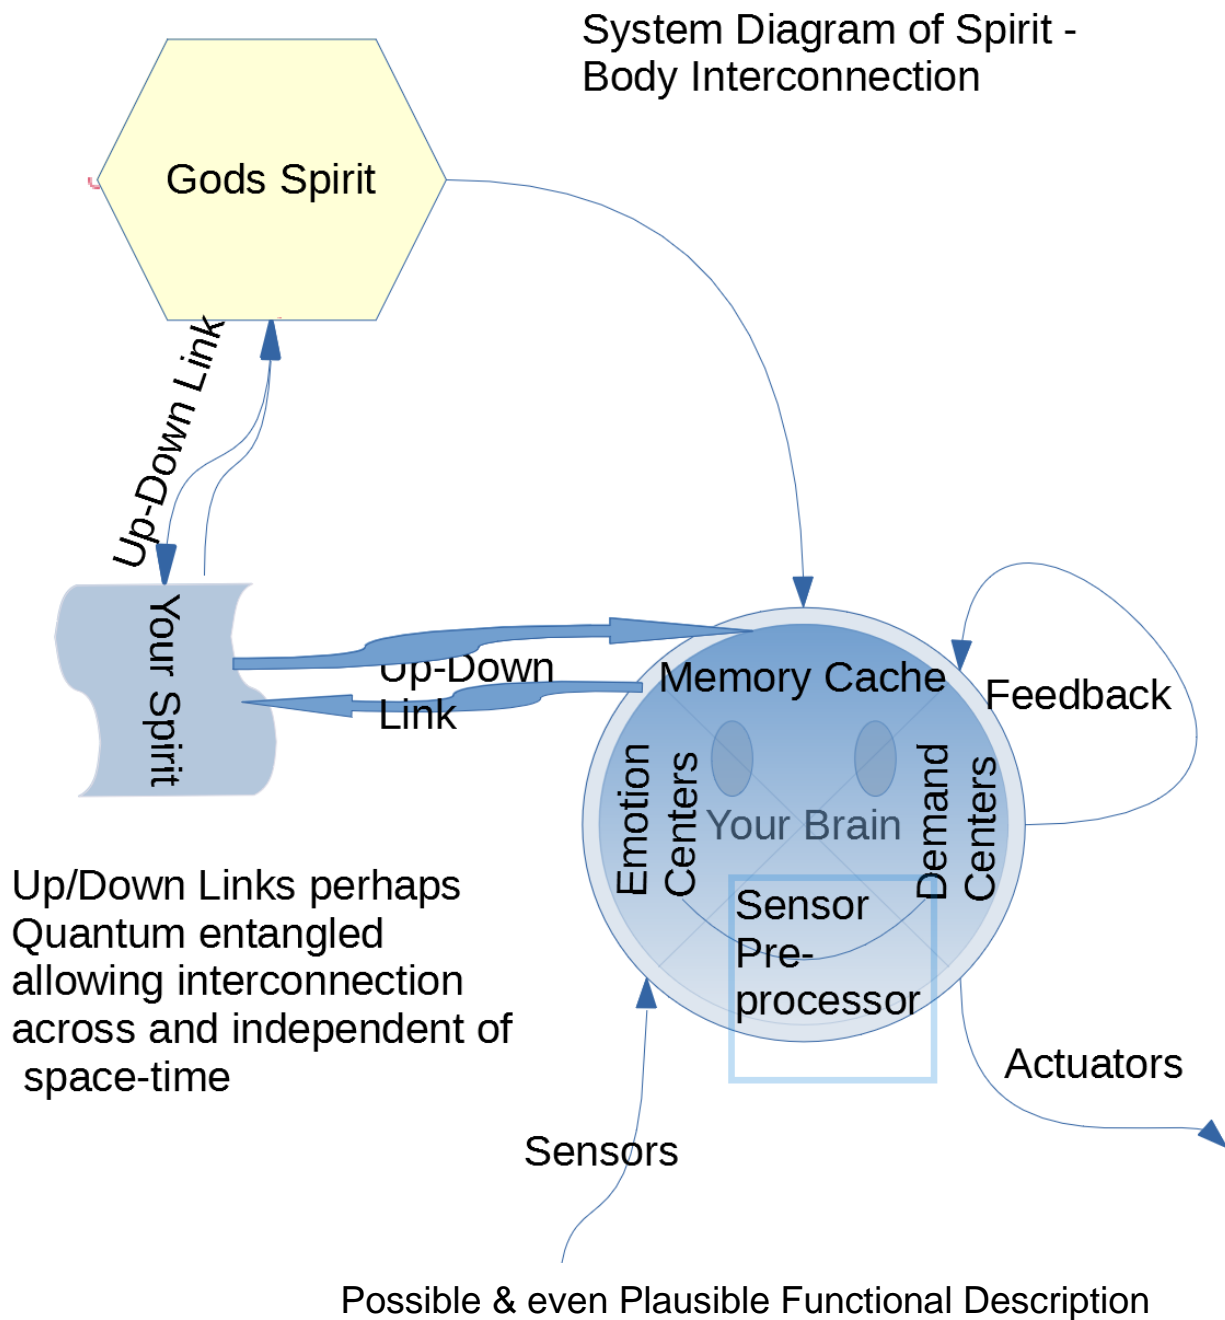 System Diagram of Spirit -
Body Interconnection
Gods Spirit
Up-Down Link
Your Spirit
Up-Down
Link
Memory Cache
Feedback
Emotion
Centers
Your Brain
Demand
Centers
Sensor
Pre-
processor
Up/Down Links perhaps
Quantum entangled
allowing interconnection
across and independent of
space-time
Actuators
Sensors
Possible & even Plausible Functional Description